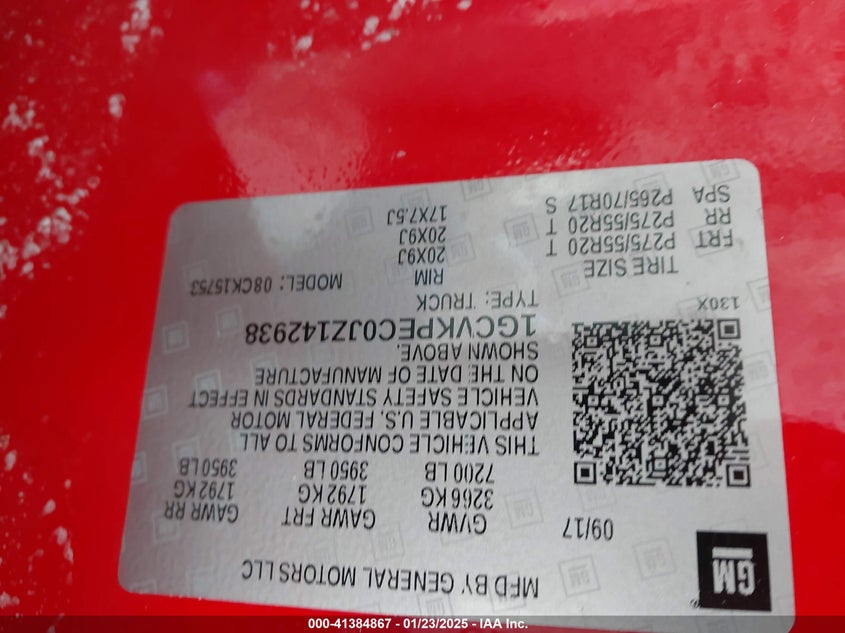 GM
MFD BY GENERAL MOTORS LLC
09/17
GVWR GAWR FRT GAWR RR
3266 KG 1792 KG 1792 KG
7200 LB 3950 LB 3950 LB
THIS VEHICLE CONFORMS TO ALL
APPLICABLE U.S. FEDERAL MOTOR
VEHICLE SAFETY STANDARDS IN EFFECT
ON THE DATE OF MANUFACTURE
SHOWN ABOVE.
1GCVKPEC0JZ142938
TYPE: TRUCK MODEL: 08CK15753
130X
TIRE SIZE RIM
FRT P275/55R20 T 20X9J
RR P275/55R20 T 20X9J
SPA P265/70R17 S 17X7.5J
000-41384867 - 01/23/2025 - IAA Inc.